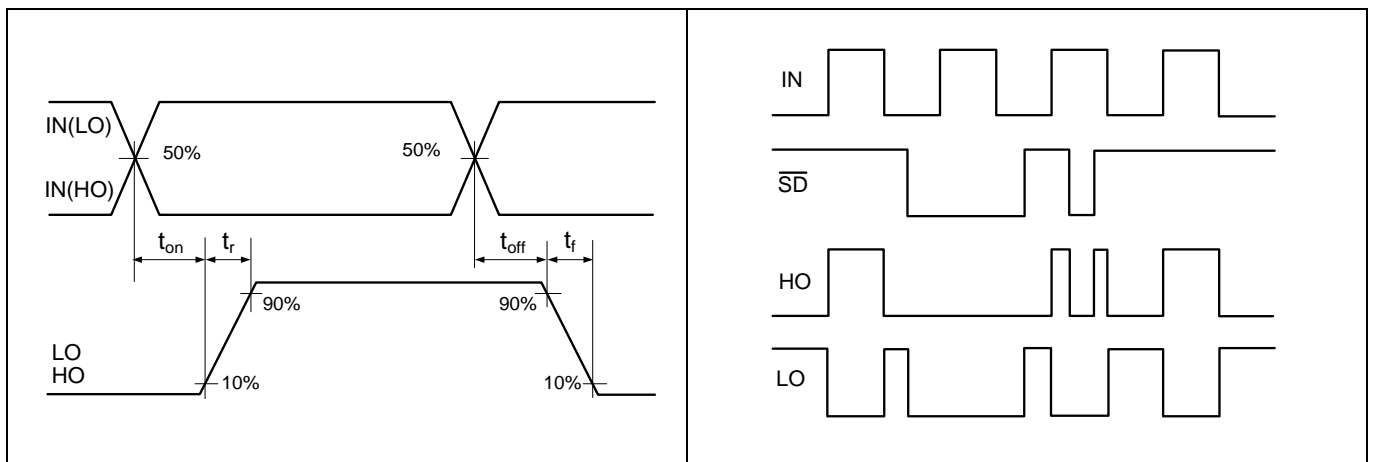 IN(LO)
50%
50%
IN(HO)
ton
tr
toff
tf
90%
90%
LO
HO
10%
10%
IN
SD
HO
LO